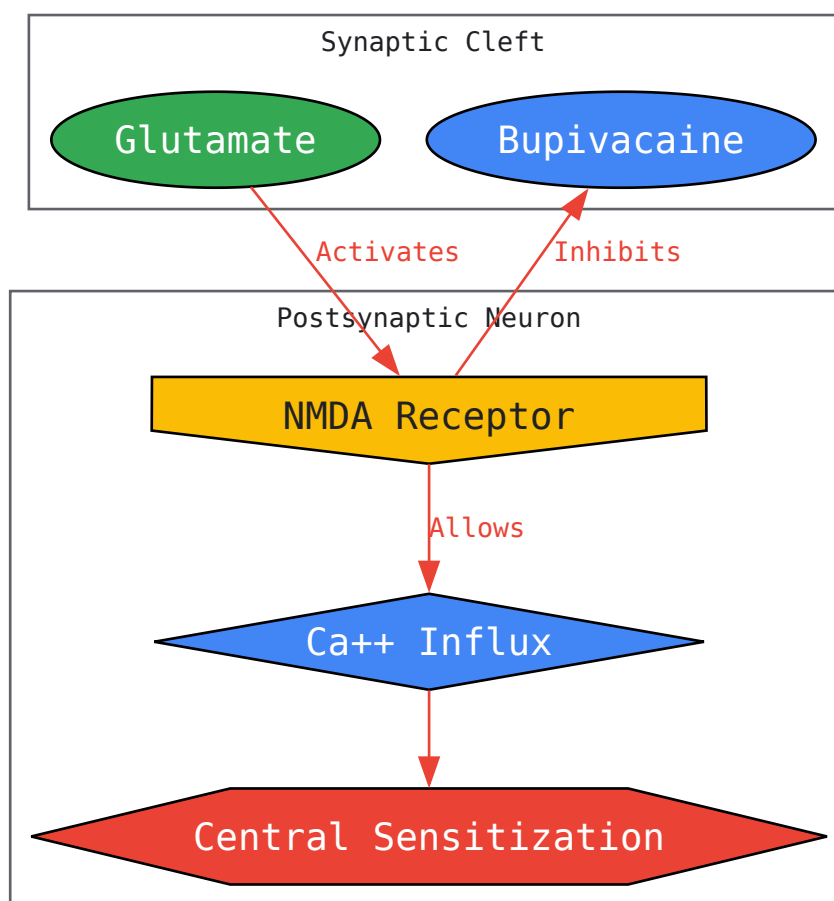 Synaptic Cleft
Glutamate
Bupivacaine
Activates
Inhibits
Postsynaptic Neuron
NMDA Receptor
Allows
Ca++ Influx
Central Sensitization